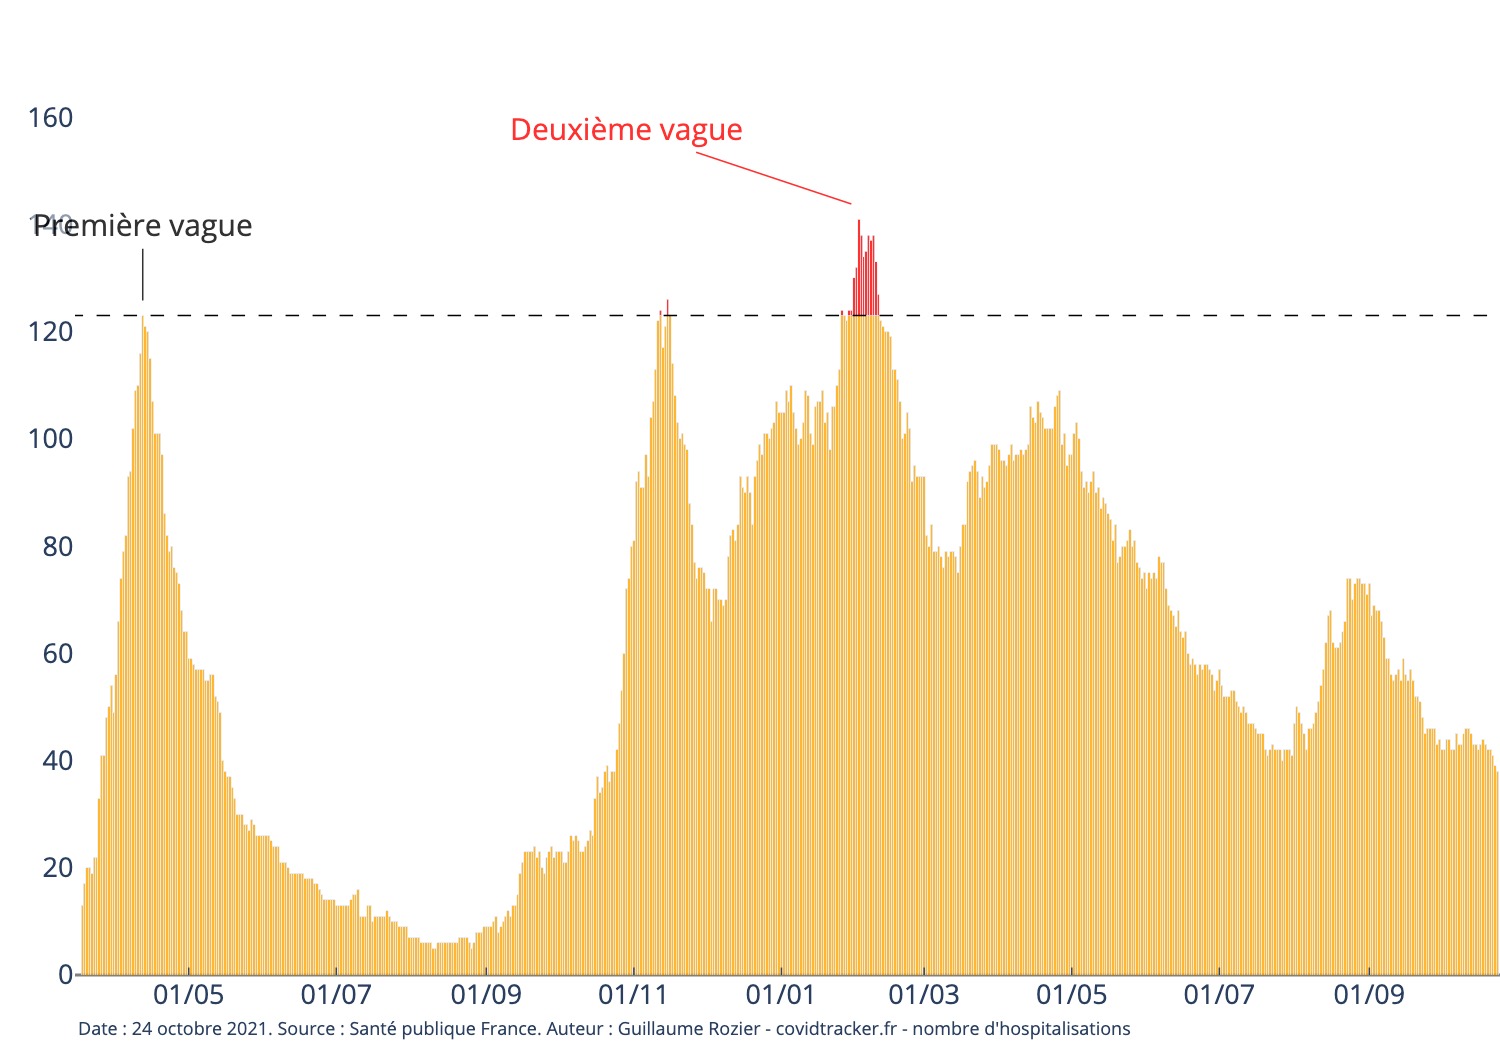 160
Deuxième vague
140
Première vague
120
100
80
60
40
20
0
01/05 01/07 01/09 01/11 01/01 01/03 01/05 01/07 01/09
Date : 24 octobre 2021. Source : Santé publique France. Auteur : Guillaume Rozier - covidtracker.fr - nombre d'hospitalisations